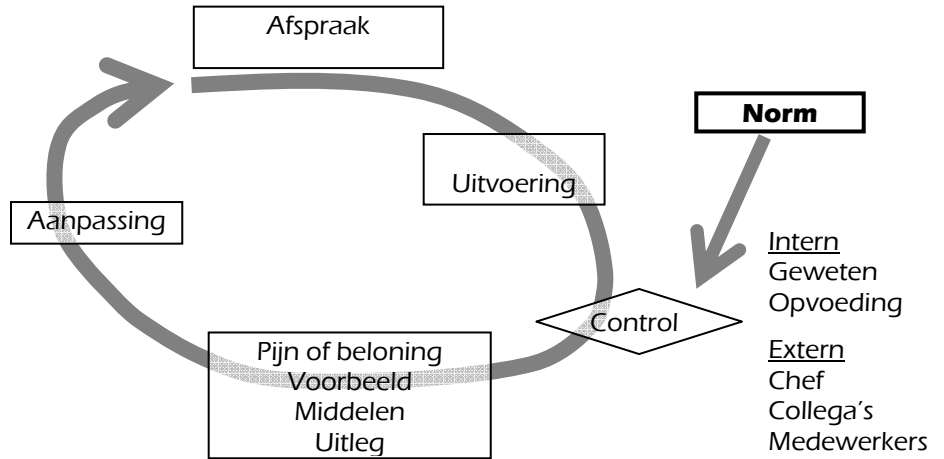 Afspraak
Norm
Uitvoering
Aanpassing
Intern
Geweten
Opvoeding
Control
Extern
Chef
Collega's
Medewerkers
Pijn of beloning
Voorbeeld
Middelen
Uitleg